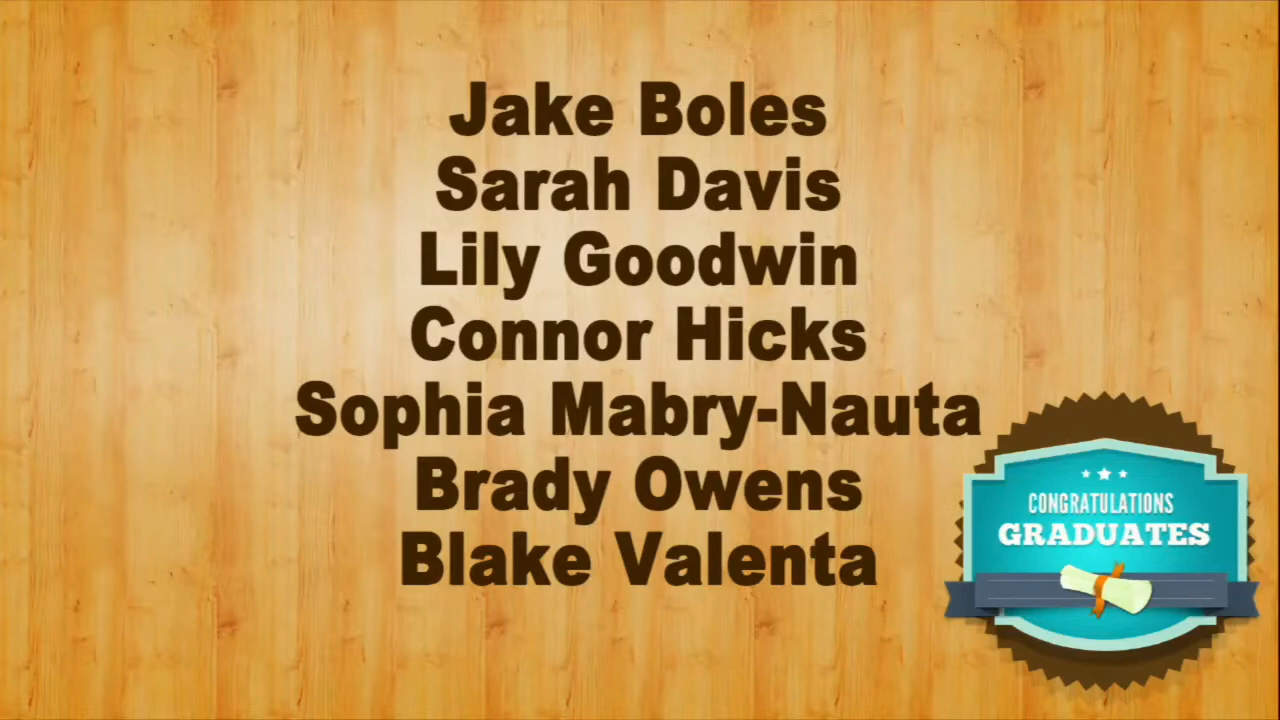 Jake Boles
Sarah Davis
Lily Goodwin
Connor Hicks
Sophia Mabry-Nauta
Brady Owens
Blake Valenta
CONGRATULATIONS
GRADUATES